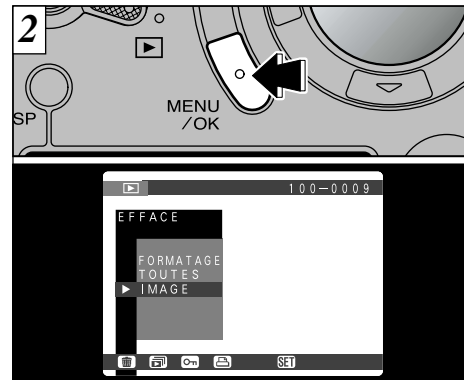 2
MENU
/OK
SP
100-0009
EFFACE
FORMATAGE
TOUTES
IMAGE
SET